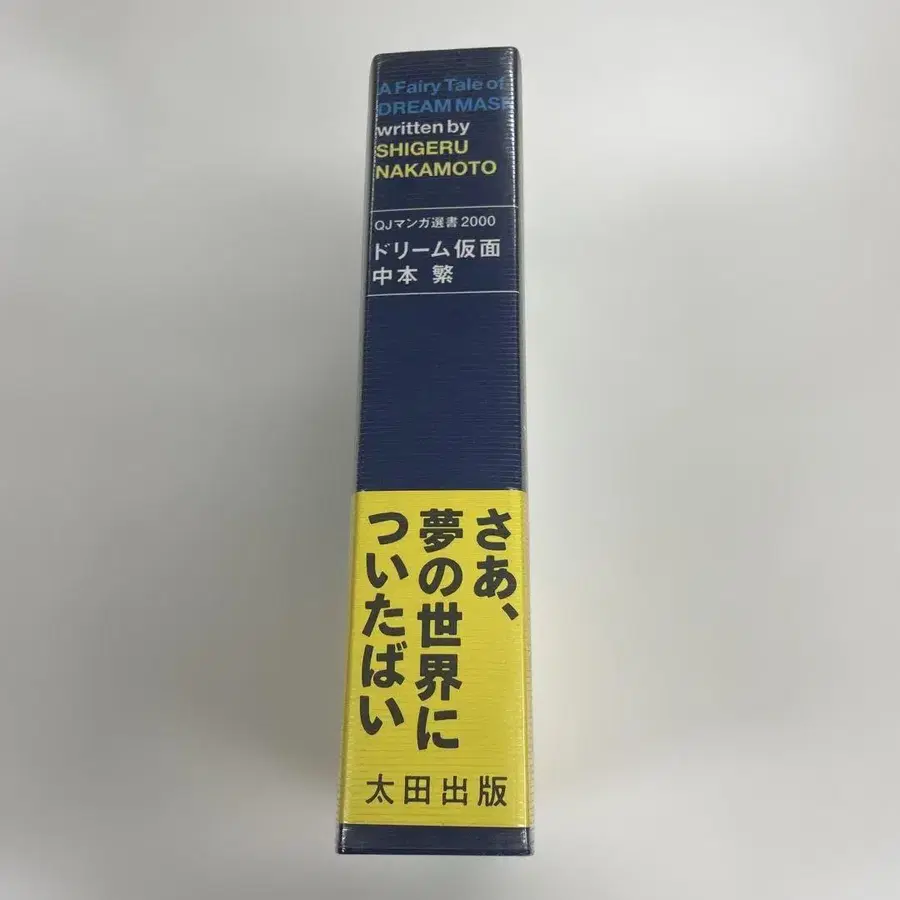 A Fairy Tale of
DREAM MASK
written by
SHIGERU
NAKAMOTO
QJマンガ選書2000
ドリーム仮面
中本 繁
さあ、
夢の世界に
ついたばい
太田出版